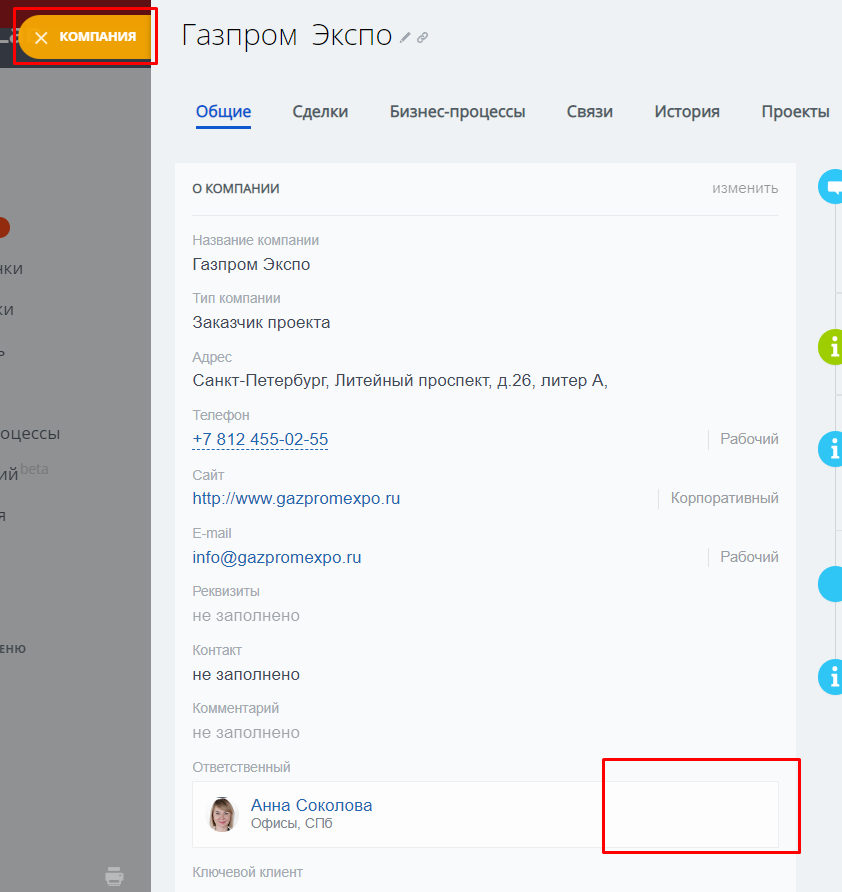 КОМПАНИЯ
Газпром Экспо
Общие Сделки Бизнес-процессы Связи История Проекты
О КОМПАНИИ изменить
Название компании
Газпром Экспо
Тип компании
Заказчик проекта
Адрес
Санкт-Петербург, Литейный проспект, д.26, литер А,
Телефон
+7 812 455-02-55 Рабочий
Сайт
http://www.gazpromexpo.ru Корпоративный
E-mail
info@gazpromexpo.ru Рабочий
Реквизиты
не заполнено
Контакт
не заполнено
Комментарий
не заполнено
Ответственный
Анна Соколова
Офисы, СПб
Ключевой клиент
чки
ки
ь
оцессы
ий beta
я
ЕНЮ